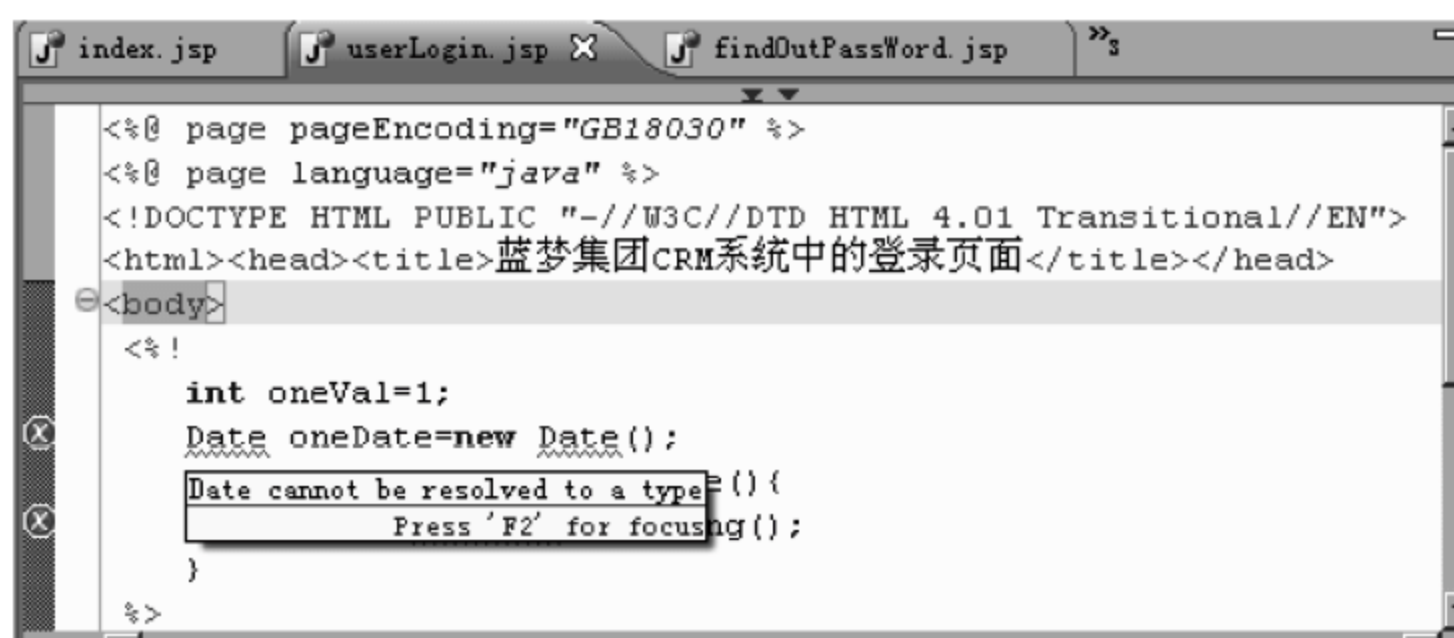 index.jsp userLogin.jsp findOutPassWord.jsp »3
<%@ page pageEncoding="GB18030" %>
<%@ page language="java" %>
<!DOCTYPE HTML PUBLIC "-//W3C//DTD HTML 4.01 Transitional//EN">
<html><head><title>蓝梦集团CRM系统中的登录页面</title></head>
<body>
<%!
int oneVal=1;
Date oneDate=new Date();
Date cannot be resolved to a type
e(){
Press 'F2' for focus
ng();
}
%>